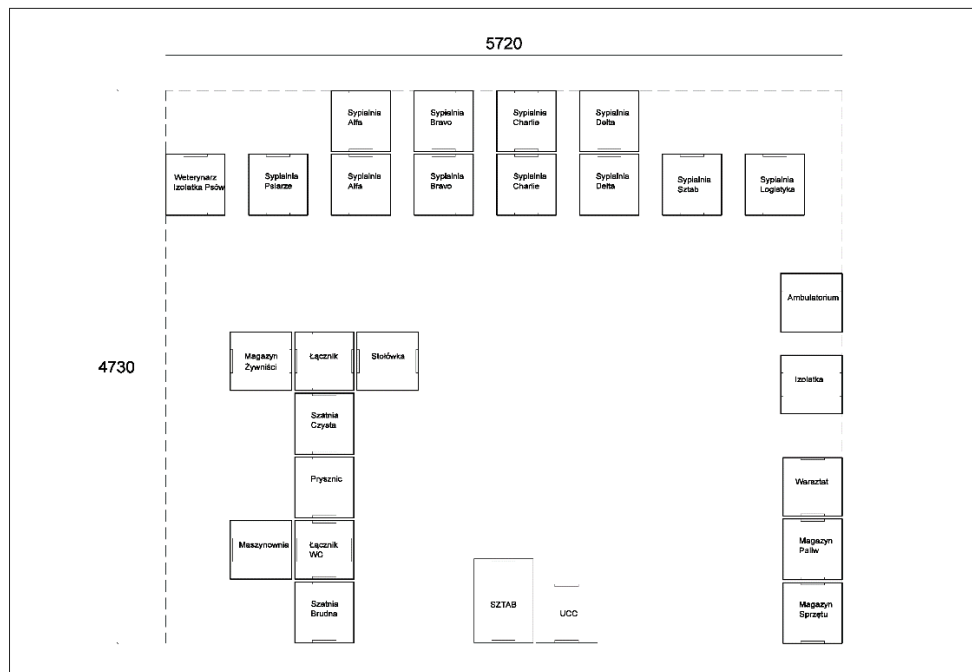 5720
Sypialnia
Alfa
Sypialnia
Bravo
Sypialnia
Charlie
Sypialnia
Delta
Weterynarz
Izolatka Psów
Sypialnia
Psiarze
Sypialnia
Alfa
Sypialnia
Bravo
Sypialnia
Charlie
Sypialnia
Delta
Sypialnia
Sztab
Sypialnia
Logistyka
Ambulatorium
4730
Magazyn
Żywniści
Łącznik
Stołówka
Izolatka
Szatnia
Czysta
Prysznic
Warsztat
Maszynownia
Łącznik
WC
Magazyn
Paliw
Szatnia
Brudna
SZTAB
UCC
Magazyn
Sprzętu